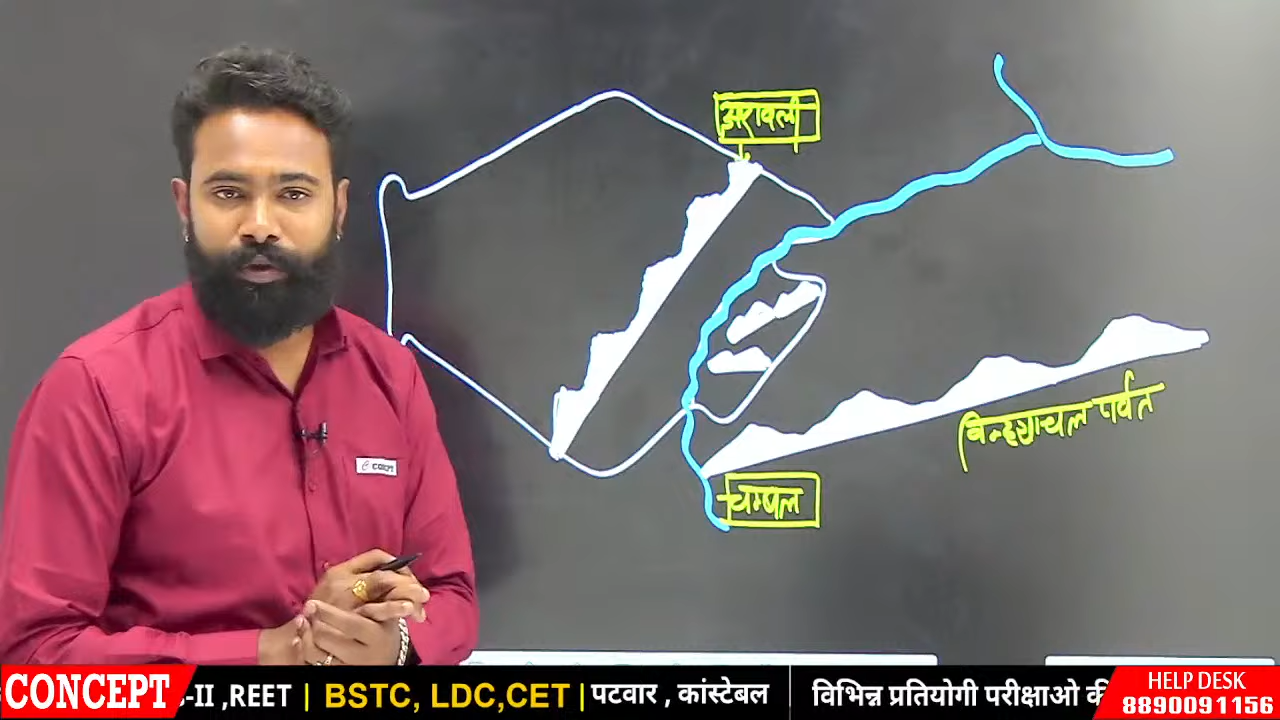 अरावली
विन्ध्याचल पर्वत
चम्बल
CONCEPT
CONCEPT
-II ,REET | BSTC, LDC,CET | पटवार , कांस्टेबल
विभिन्न प्रतियोगी परीक्षाओ की
HELP DESK
8890091156